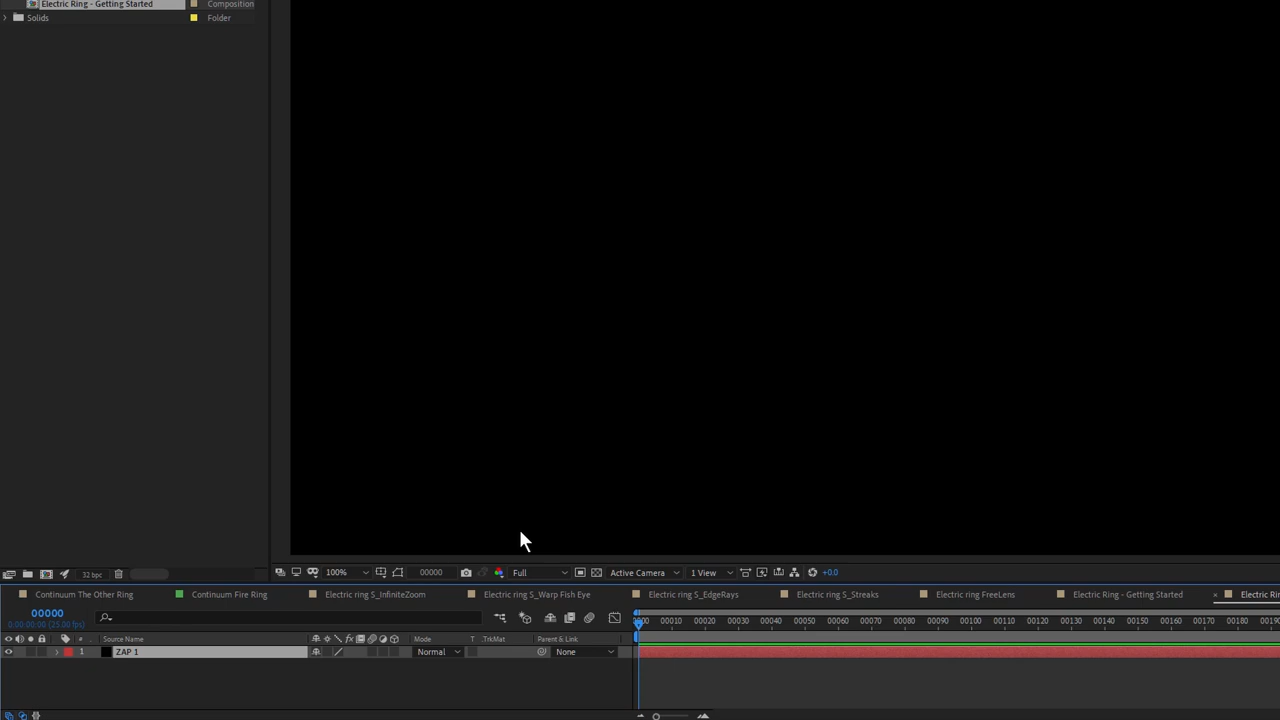 Electric Ring - Getting Started Composition
Solids Folder
32 bpc
100% 00000 Full Active Camera 1 View +0.0
Continuum The Other Ring Continuum Fire Ring Electric ring S_InfiniteZoom Electric ring S_Warp Fish Eye Electric ring S_EdgeRays Electric ring S_Streaks Electric ring FreeLens Electric Ring - Getting Started × Electric Rin
00000
0:00:00:00 (25.00 fps)
0000 00010 00020 00030 00040 00050 00060 00070 00080 00090 00100 00110 00120 00130 00140 00150 00160 00170 00180 00190
# Source Name fx Mode T .TrkMat Parent & Link
1 ZAP 1 Normal None